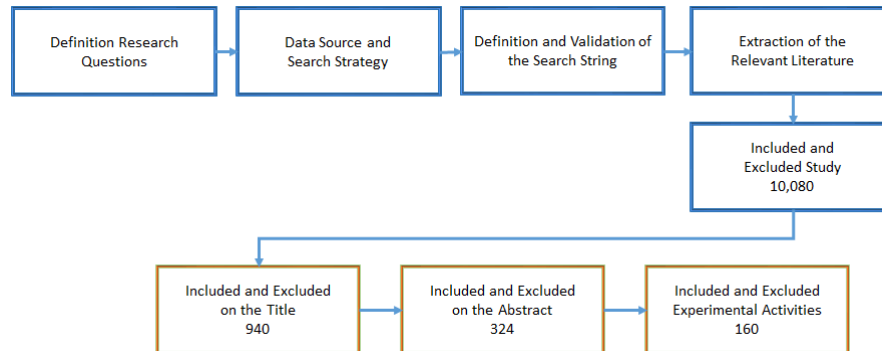 Definition Research
Questions
Data Source and
Search Strategy
Definition and Validation of
the Search String
Extraction of the
Relevant Literature
Included and
Excluded Study
10,080
Included and Excluded
on the Title
940
Included and Excluded
on the Abstract
324
Included and Excluded
Experimental Activities
160